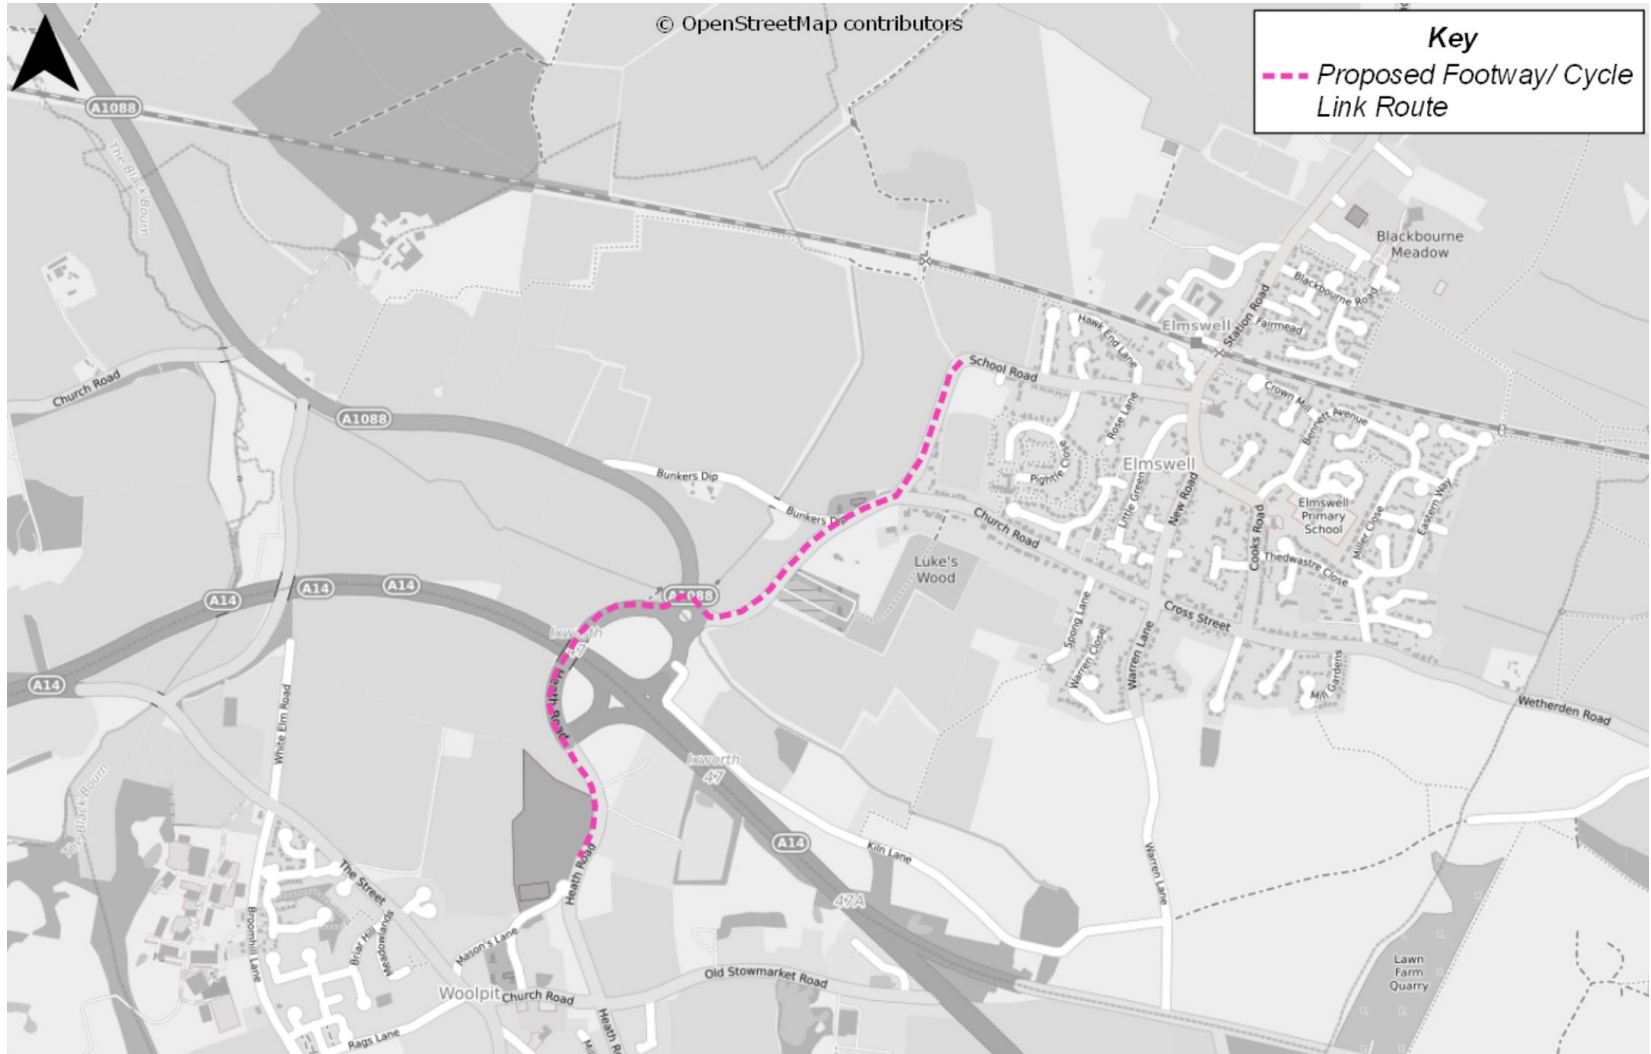 © OpenStreetMap contributors
Key
Proposed Footway/ Cycle
Link Route
A1088
The Black Bourn
Blackbourne
Meadow
Blackbourne Road
Station Road
Fairmead
Elmswell
Hawk End Lane
School Road
Church Road
A1088
Crown Mill
Bennett Avenue
Rose Lane
Pightle Close
Elmswell
Little Green
New Road
Bunkers Dip
Bunkers Dip
Church Road
Cooks Road
Elmswell
Primary
School
Miller Close
Eastern Way
Thedwastre Close
Luke's
Wood
A14
A14
A14
A1088
Ixworth
47
Heath Road
Spong Lane
Warren Close
Warren Lane
Cross Street
Mill Gardens
Wetherden Road
A14
White Elm Road
Ixworth
47
A14
Kiln Lane
Warren Lane
47A
The Black Bourn
The Street
Heath Road
Broomhill Lane
Briar Hill
Meadowlands
Mason's Lane
Woolpit
Church Road
Old Stowmarket Road
Lawn
Farm
Quarry
Rags Lane